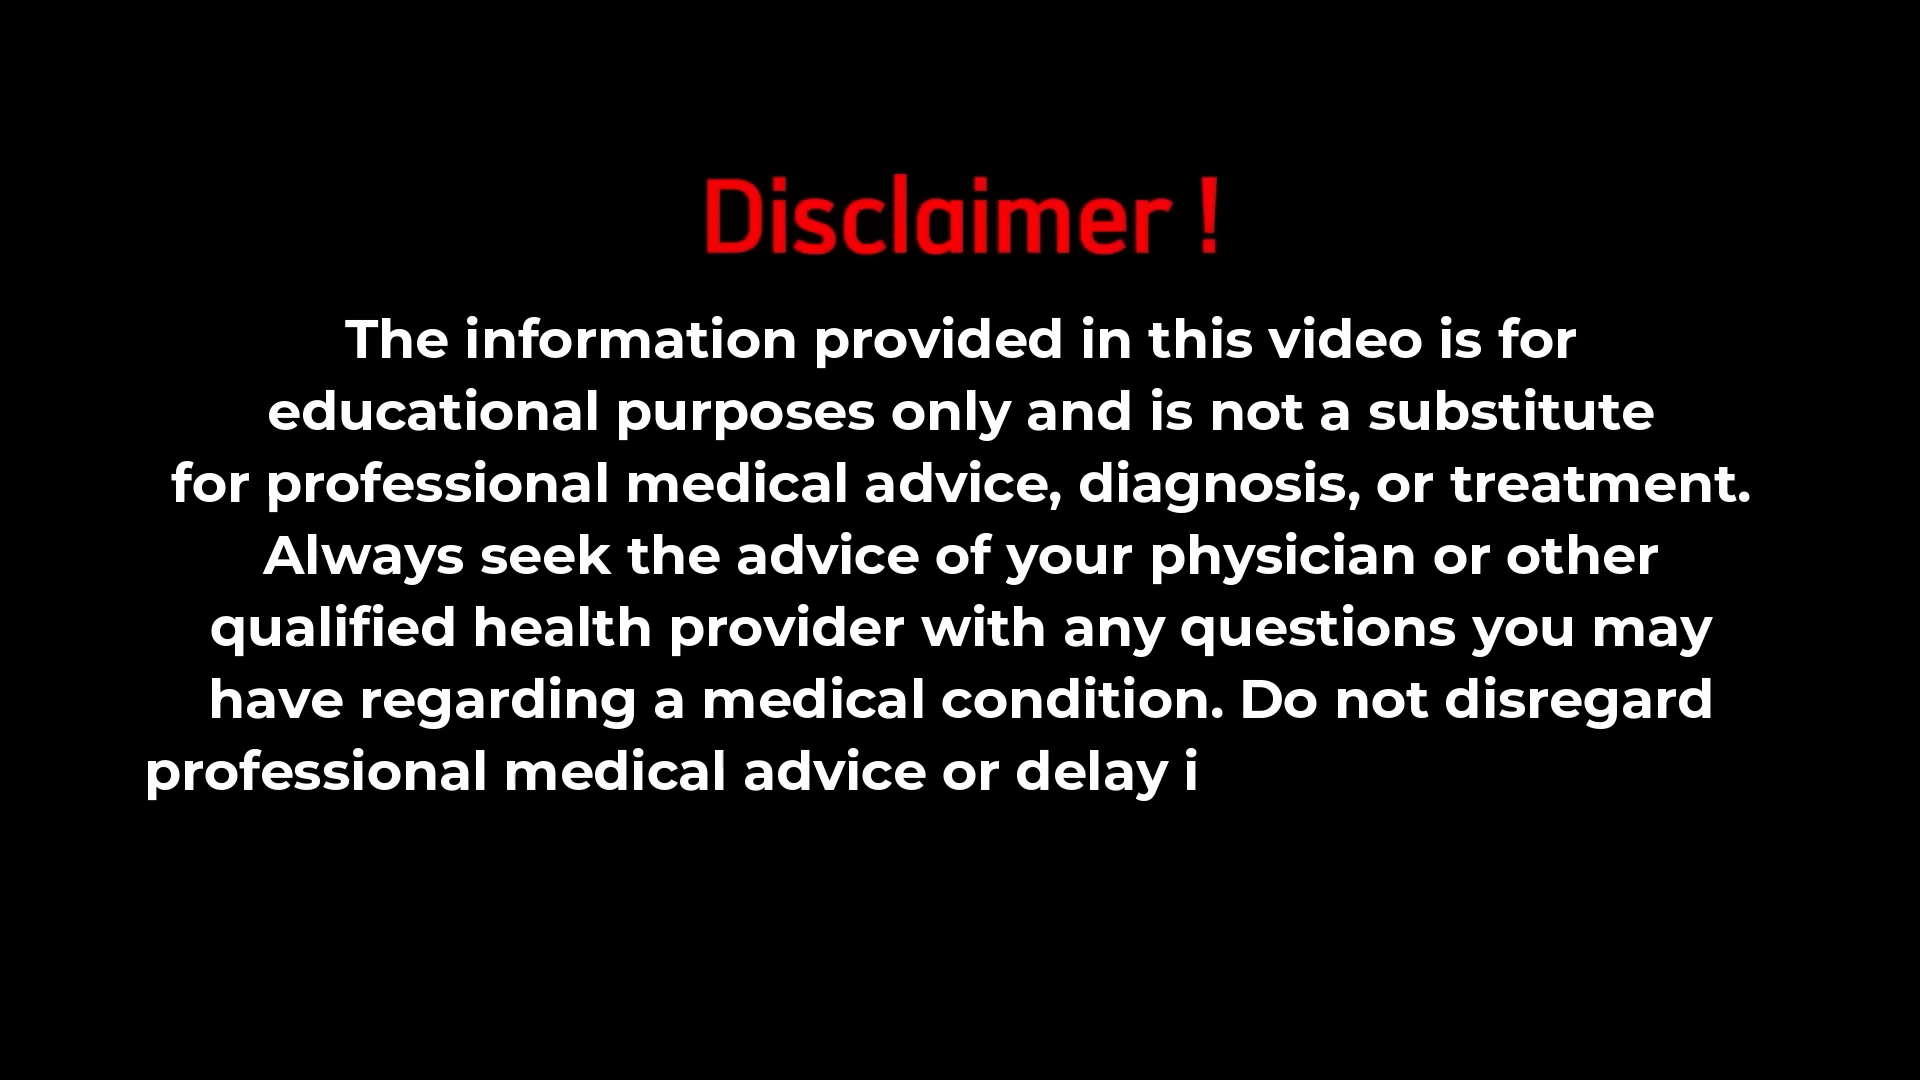 Disclaimer !
The information provided in this video is for
educational purposes only and is not a substitute
for professional medical advice, diagnosis, or treatment.
Always seek the advice of your physician or other
qualified health provider with any questions you may
have regarding a medical condition. Do not disregard
professional medical advice or delay i